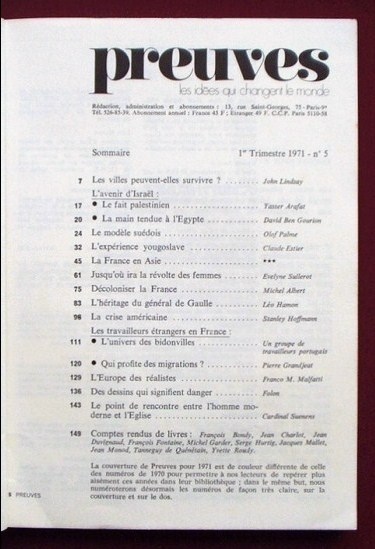 preuves
les idées qui changent le monde
Rédaction, administration et abonnements : 13, rue Saint-Georges, 75 - Paris-9e
Tél. 526-85-39. Abonnement annuel : France 43 F ; Etranger 49 F. C.C.P. Paris 5110-58
Sommaire 1er Trimestre 1971 - n° 5
7 Les villes peuvent-elles survivre ? ........ John Lindsay
L'avenir d'Israël :
17 ● Le fait palestinien ........ Yasser Arafat
20 ● La main tendue à l'Egypte ........ David Ben Gourion
24 Le modèle suédois ........ Olof Palme
32 L'expérience yougoslave ........ Claude Estier
45 La France en Asie ........ ***
61 Jusqu'où ira la révolte des femmes ........ Evelyne Sullerot
75 Décoloniser la France ........ Michel Albert
83 L'héritage du général de Gaulle ........ Léo Hamon
98 La crise américaine ........ Stanley Hoffmann
Les travailleurs étrangers en France :
111 ● L'univers des bidonvilles ........ Un groupe de
travailleurs portugais
120 ● Qui profite des migrations ? ........ Pierre Grandjeat
129 L'Europe des réalistes ........ Franco M. Malfatti
136 Des dessins qui signifient danger ........ Folon
143 Le point de rencontre entre l'homme mo-
derne et l'Eglise ........ Cardinal Suenens
149 Comptes rendus de livres : François Bondy, Jean Charlot, Jean
Duvignaud, François Fontaine, Michel Garder, Serge Hurtig, Jacques Mallet,
Jean Monod, Tanneguy de Quénétain, Yvette Roudy.
La couverture de Preuves pour 1971 est de couleur différente de celle
des numéros de 1970 pour permettre à nos lecteurs de repérer plus
aisément ces années dans leur bibliothèque ; dans le même but, nous
numéroterons désormais les numéros de façon très claire, sur la
couverture et sur le dos.
8 PREUVES